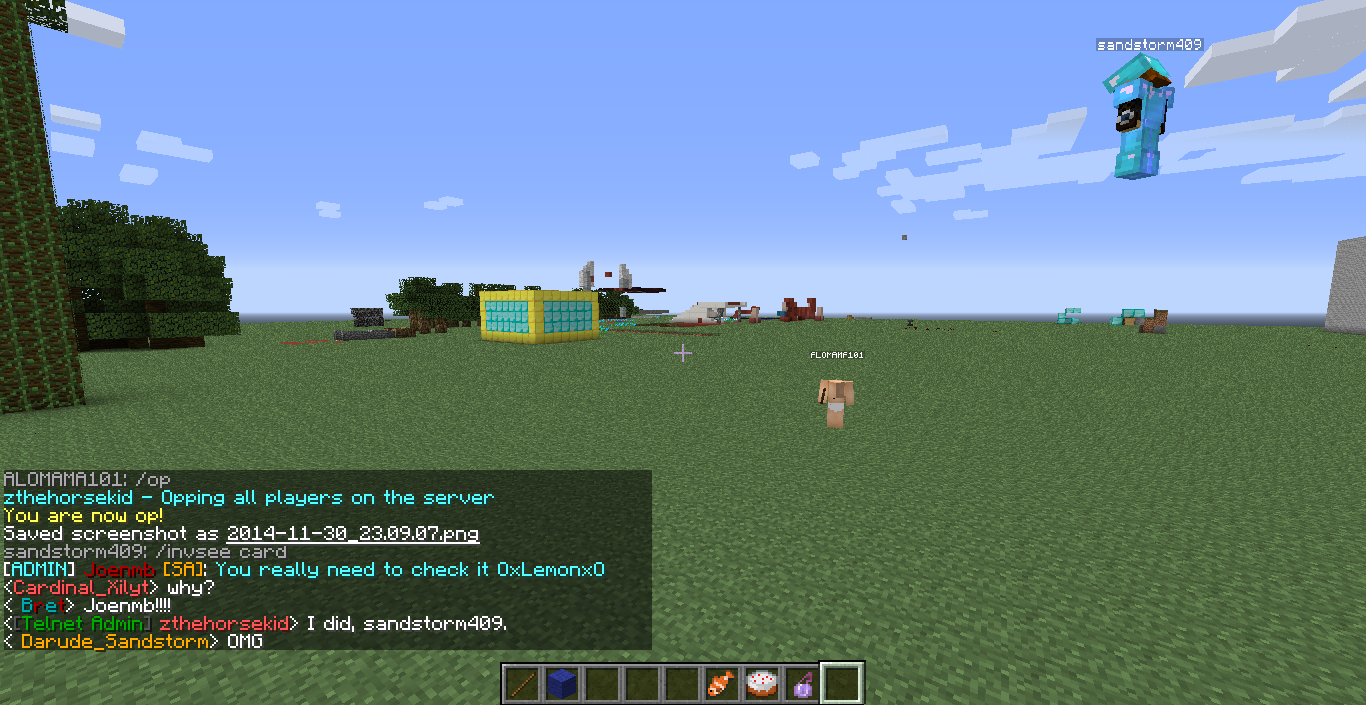 sandstorm409
ALOMAMA101
ALOMAMA101: /op
zthehorsekid - Opping all players on the server
You are now op!
Saved screenshot as 2014-11-30_23.09.07.png
sandstorm409: /invsee card
[ADMIN] Joenmb [SA]: You really need to check it 0xLemonx0
<Cardinal_Xilyt> why?
< Bret> Joenmb!!!!
<[Telnet Admin] zthehorsekid> I did, sandstorm409.
< Darude_Sandstorm> OMG